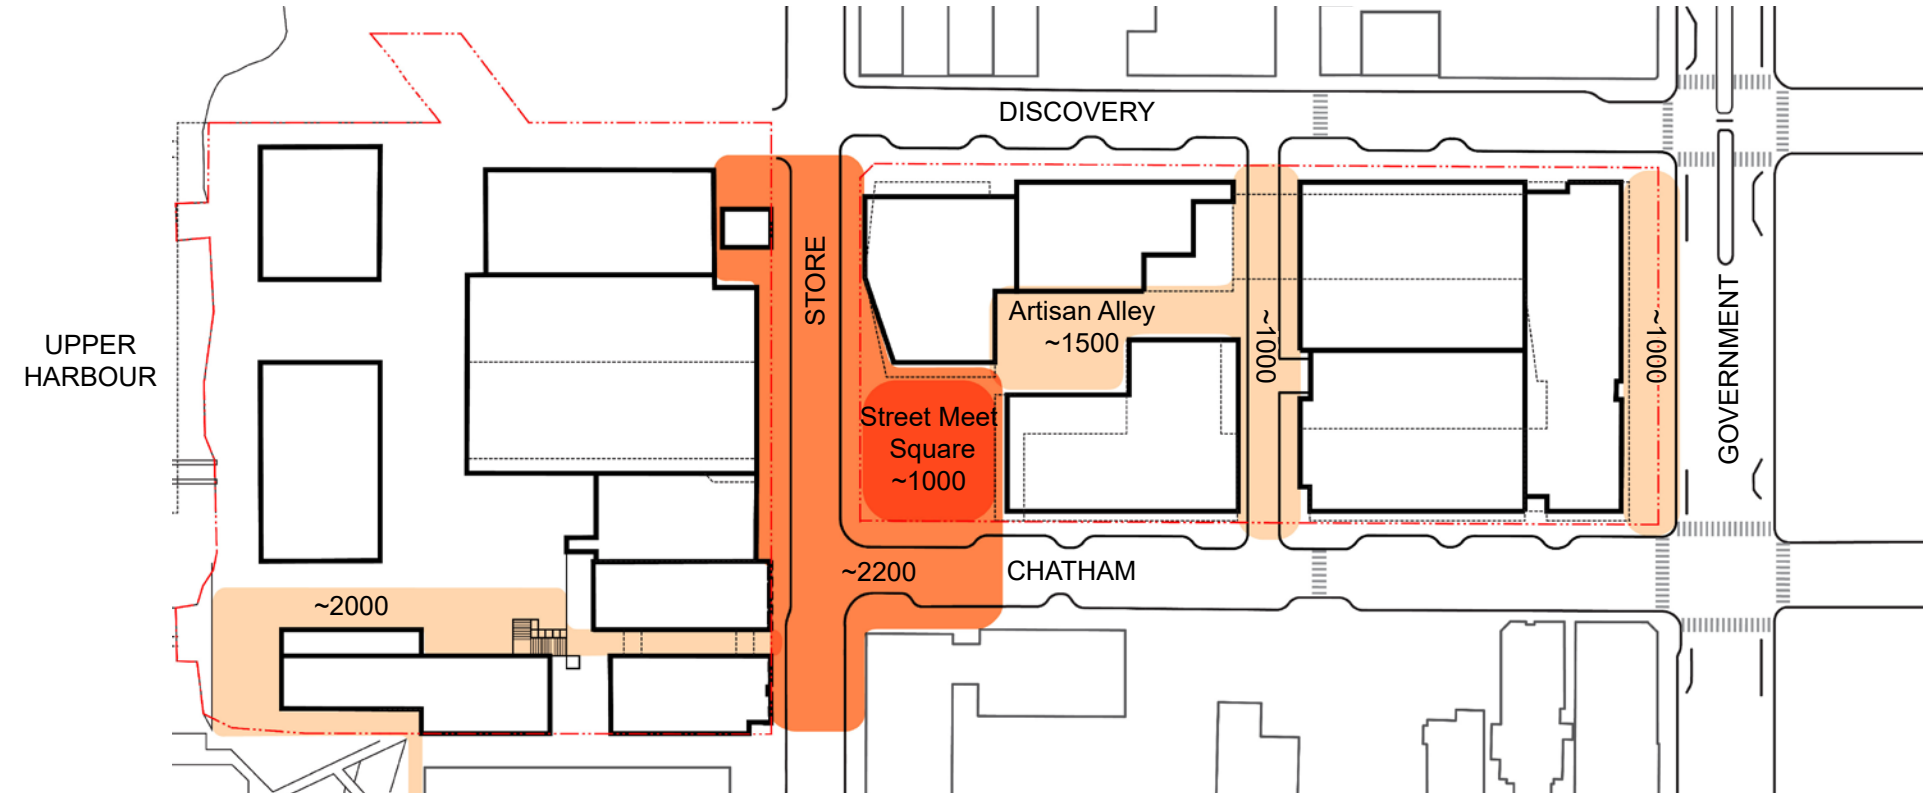 DISCOVERY
STORE
UPPER
HARBOUR
Artisan Alley
~1500
~1000
~1000
GOVERNMENT
Street Meet
Square
~1000
~2200
CHATHAM
~2000